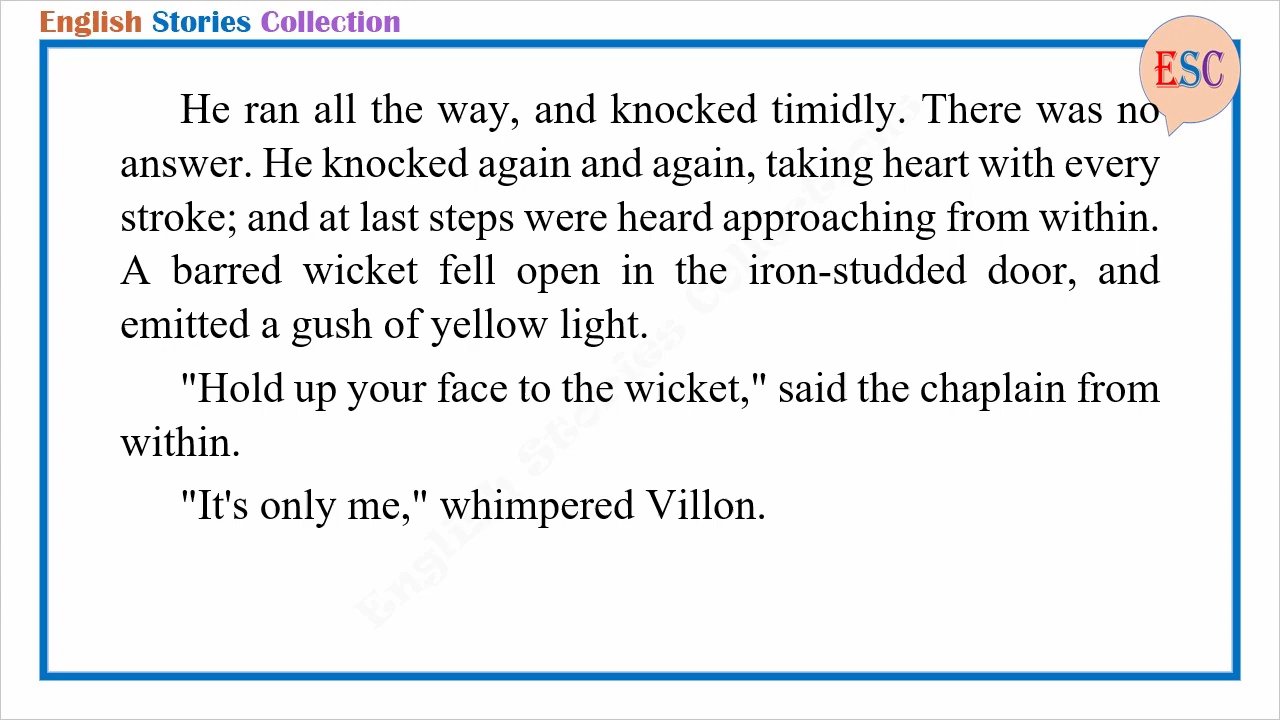 English Stories Collection
ESC
He ran all the way, and knocked timidly. There was no
answer. He knocked again and again, taking heart with every
stroke; and at last steps were heard approaching from within.
A barred wicket fell open in the iron-studded door, and
emitted a gush of yellow light.
"Hold up your face to the wicket," said the chaplain from
within.
"It's only me," whimpered Villon.
English Stories Collections